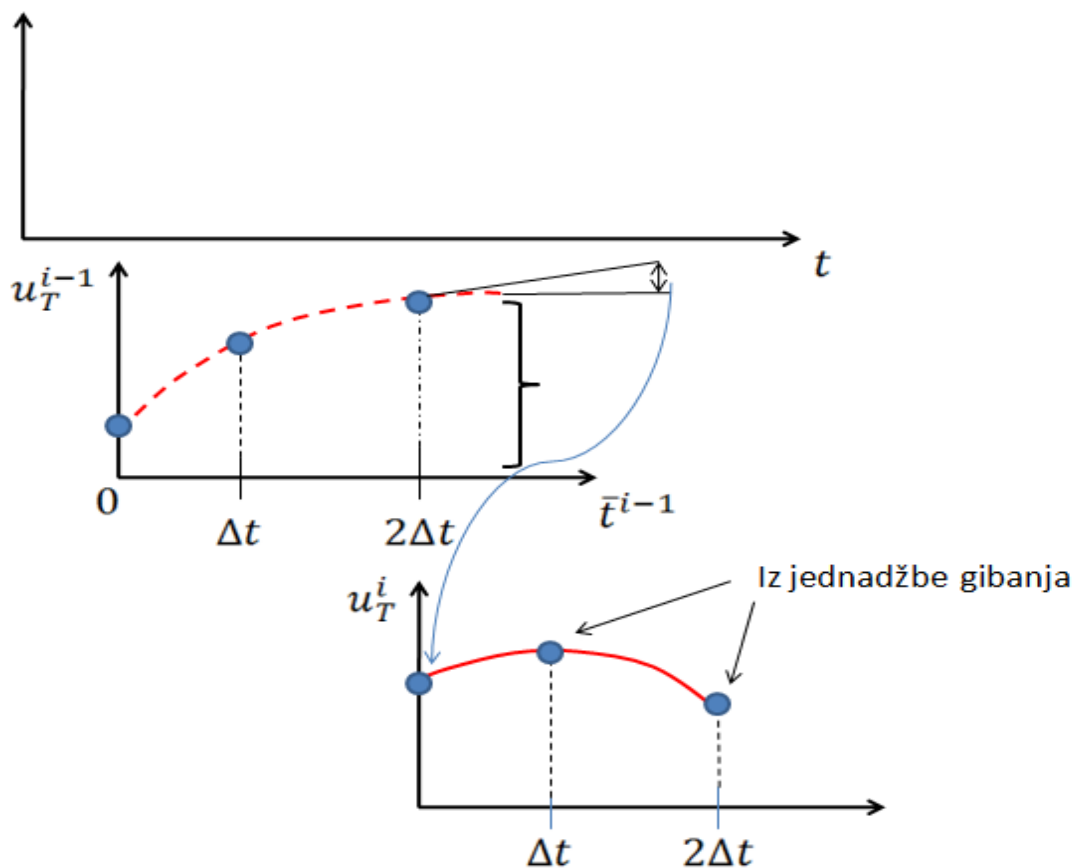 t
u_T^{i-1}
0
Δt
2Δt
t̄^{i-1}
Iz jednadžbe gibanja
u_T^i
Δt
2Δt